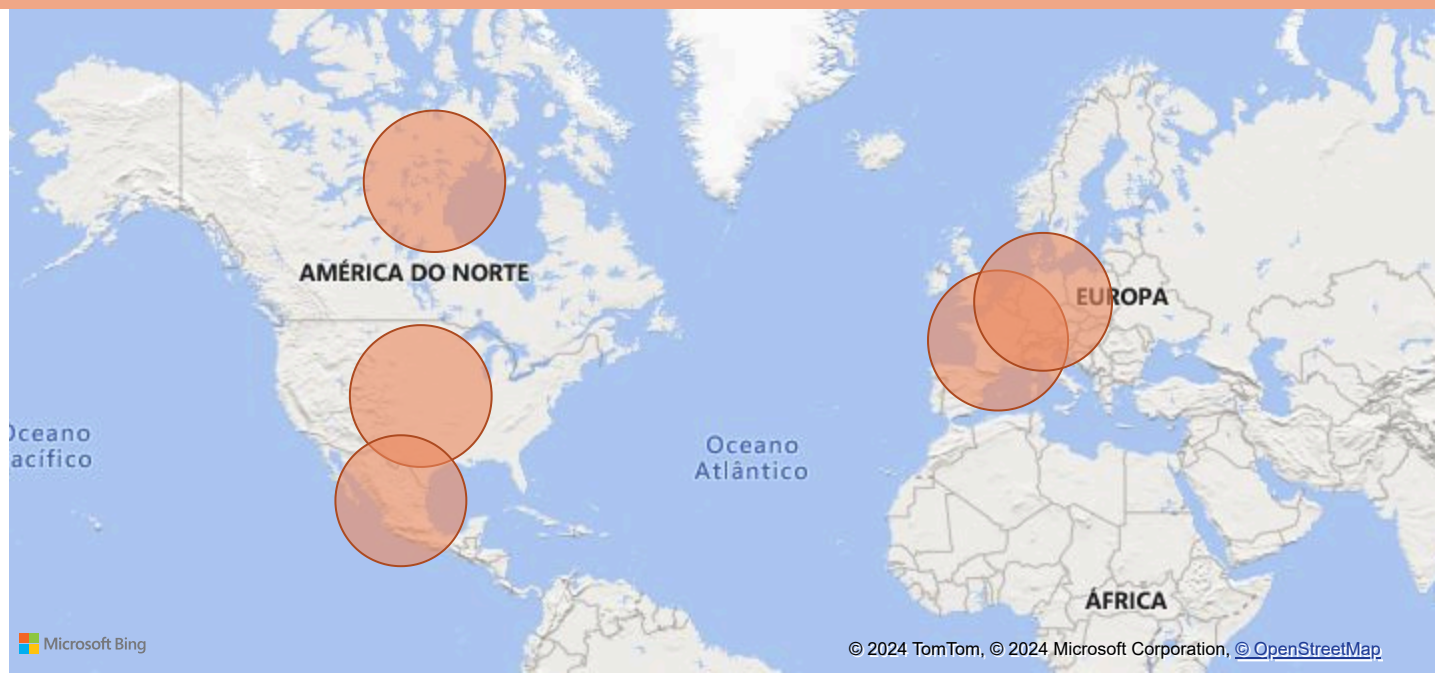 AMÉRICA DO NORTE
EUROPA
Oceano
acífico
Oceano
Atlântico
ÁFRICA
Microsoft Bing
© 2024 TomTom, © 2024 Microsoft Corporation, © OpenStreetMap